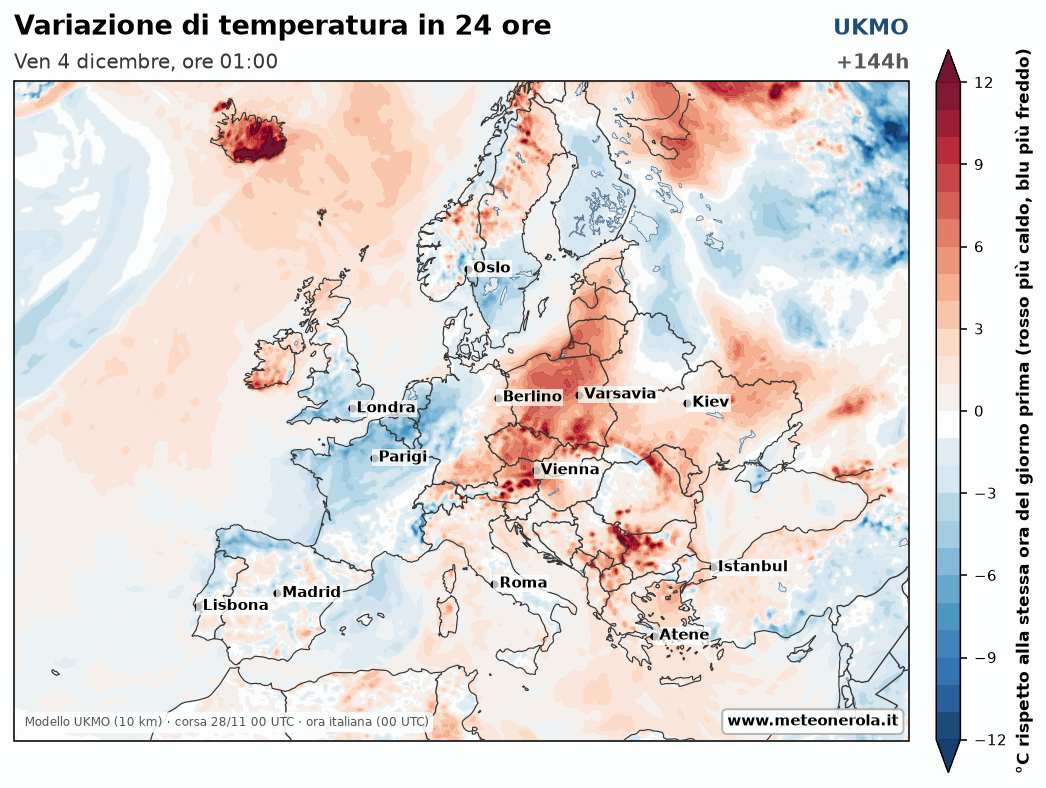 Variazione di temperatura in 24 ore
UKMO
Ven 4 dicembre, ore 01:00
+144h
Oslo
Londra
Berlino
Varsavia
Kiev
Parigi
Vienna
Istanbul
Roma
Madrid
Lisbona
Atene
Modello UKMO (10 km) · corsa 28/11 00 UTC · ora italiana (00 UTC)
www.meteonerola.it
12
9
6
3
0
−3
−6
−9
−12
°C rispetto alla stessa ora del giorno prima (rosso più caldo, blu più freddo)